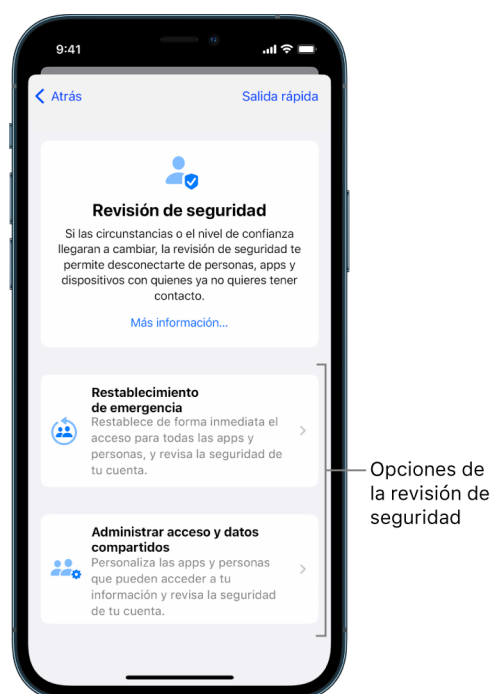 9:41
Atrás
Salida rápida
Revisión de seguridad
Si las circunstancias o el nivel de confianza
llegaran a cambiar, la revisión de seguridad te
permite desconectarte de personas, apps y
dispositivos con quienes ya no quieres tener
contacto.
Más información...
Restablecimiento
de emergencia
Restablece de forma inmediata el
acceso para todas las apps y
personas, y revisa la seguridad de
tu cuenta.
Administrar acceso y datos
compartidos
Personaliza las apps y personas
que pueden acceder a tu
información y revisa la seguridad
de tu cuenta.
Opciones de
la revisión de
seguridad